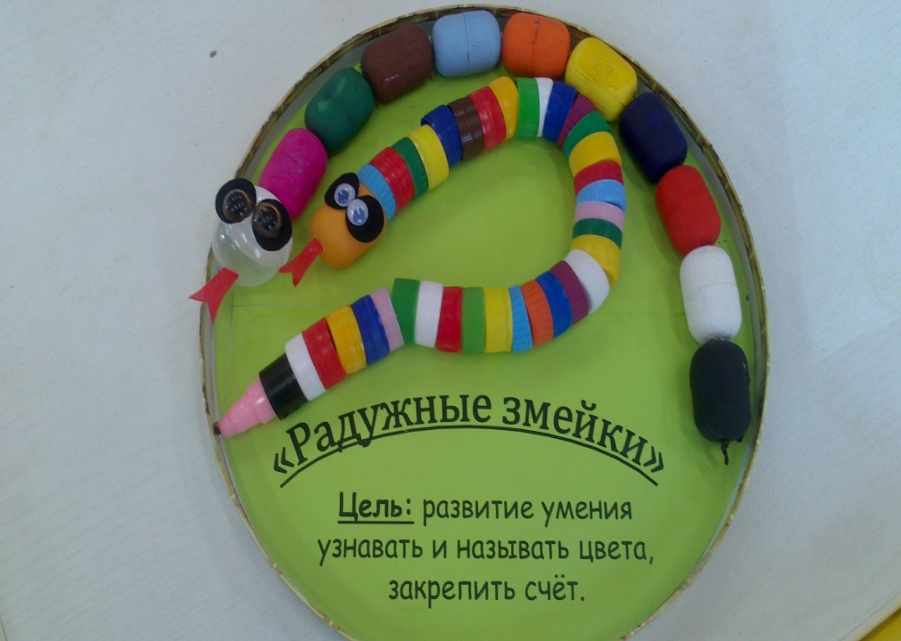 «Радужные змейки»
Цель: развитие умения
узнавать и называть цвета,
закрепить счёт.